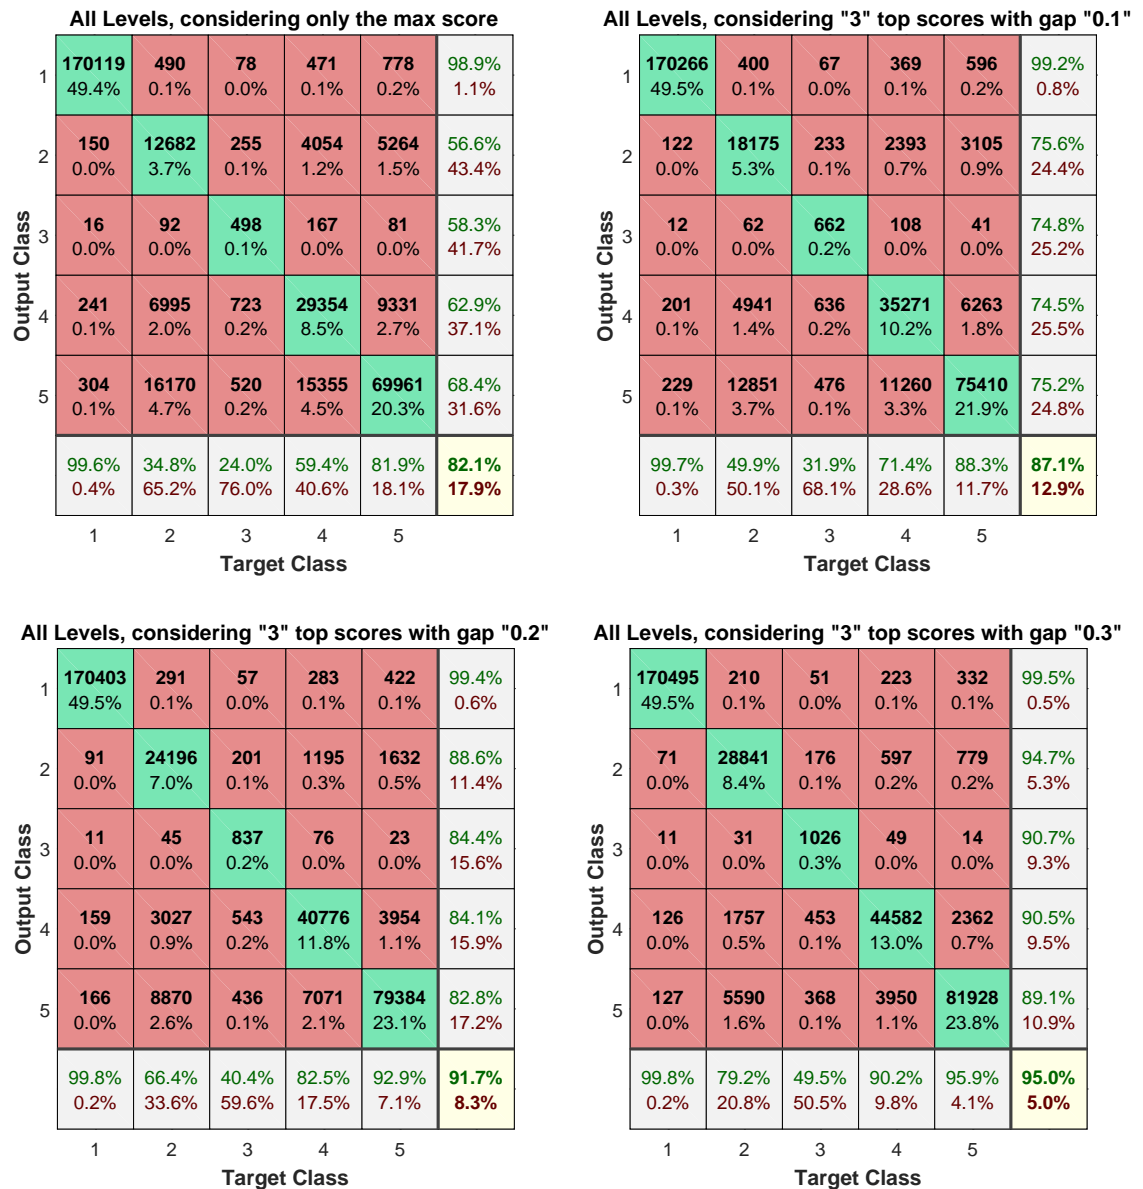 All Levels, considering only the max score
170119 490 78 471 778 98.9%
49.4% 0.1% 0.0% 0.1% 0.2% 1.1%
1
150 12682 255 4054 5264 56.6%
0.0% 3.7% 0.1% 1.2% 1.5% 43.4%
2
16 92 498 167 81 58.3%
0.0% 0.0% 0.1% 0.0% 0.0% 41.7%
3
241 6995 723 29354 9331 62.9%
0.1% 2.0% 0.2% 8.5% 2.7% 37.1%
4
304 16170 520 15355 69961 68.4%
0.1% 4.7% 0.2% 4.5% 20.3% 31.6%
5
99.6% 34.8% 24.0% 59.4% 81.9% 82.1%
0.4% 65.2% 76.0% 40.6% 18.1% 17.9%
1 2 3 4 5
Target Class
Output Class
All Levels, considering "3" top scores with gap "0.1"
170266 400 67 369 596 99.2%
49.5% 0.1% 0.0% 0.1% 0.2% 0.8%
1
122 18175 233 2393 3105 75.6%
0.0% 5.3% 0.1% 0.7% 0.9% 24.4%
2
12 62 662 108 41 74.8%
0.0% 0.0% 0.2% 0.0% 0.0% 25.2%
3
201 4941 636 35271 6263 74.5%
0.1% 1.4% 0.2% 10.2% 1.8% 25.5%
4
229 12851 476 11260 75410 75.2%
0.1% 3.7% 0.1% 3.3% 21.9% 24.8%
5
99.7% 49.9% 31.9% 71.4% 88.3% 87.1%
0.3% 50.1% 68.1% 28.6% 11.7% 12.9%
1 2 3 4 5
Target Class
Output Class
All Levels, considering "3" top scores with gap "0.2"
170403 291 57 283 422 99.4%
49.5% 0.1% 0.0% 0.1% 0.1% 0.6%
1
91 24196 201 1195 1632 88.6%
0.0% 7.0% 0.1% 0.3% 0.5% 11.4%
2
11 45 837 76 23 84.4%
0.0% 0.0% 0.2% 0.0% 0.0% 15.6%
3
159 3027 543 40776 3954 84.1%
0.0% 0.9% 0.2% 11.8% 1.1% 15.9%
4
166 8870 436 7071 79384 82.8%
0.0% 2.6% 0.1% 2.1% 23.1% 17.2%
5
99.8% 66.4% 40.4% 82.5% 92.9% 91.7%
0.2% 33.6% 59.6% 17.5% 7.1% 8.3%
1 2 3 4 5
Target Class
Output Class
All Levels, considering "3" top scores with gap "0.3"
170495 210 51 223 332 99.5%
49.5% 0.1% 0.0% 0.1% 0.1% 0.5%
1
71 28841 176 597 779 94.7%
0.0% 8.4% 0.1% 0.2% 0.2% 5.3%
2
11 31 1026 49 14 90.7%
0.0% 0.0% 0.3% 0.0% 0.0% 9.3%
3
126 1757 453 44582 2362 90.5%
0.0% 0.5% 0.1% 13.0% 0.7% 9.5%
4
127 5590 368 3950 81928 89.1%
0.0% 1.6% 0.1% 1.1% 23.8% 10.9%
5
99.8% 79.2% 49.5% 90.2% 95.9% 95.0%
0.2% 20.8% 50.5% 9.8% 4.1% 5.0%
1 2 3 4 5
Target Class
Output Class